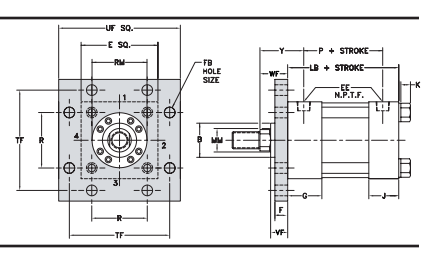 UF SQ.
E SQ.
RM
FB
HOLE
SIZE
TF
R
1
2
3
4
R
TF
Y
P + STROKE
LB + STROKE
WF
K
EE
N.P.T.F.
B
MM
F
G
J
VF